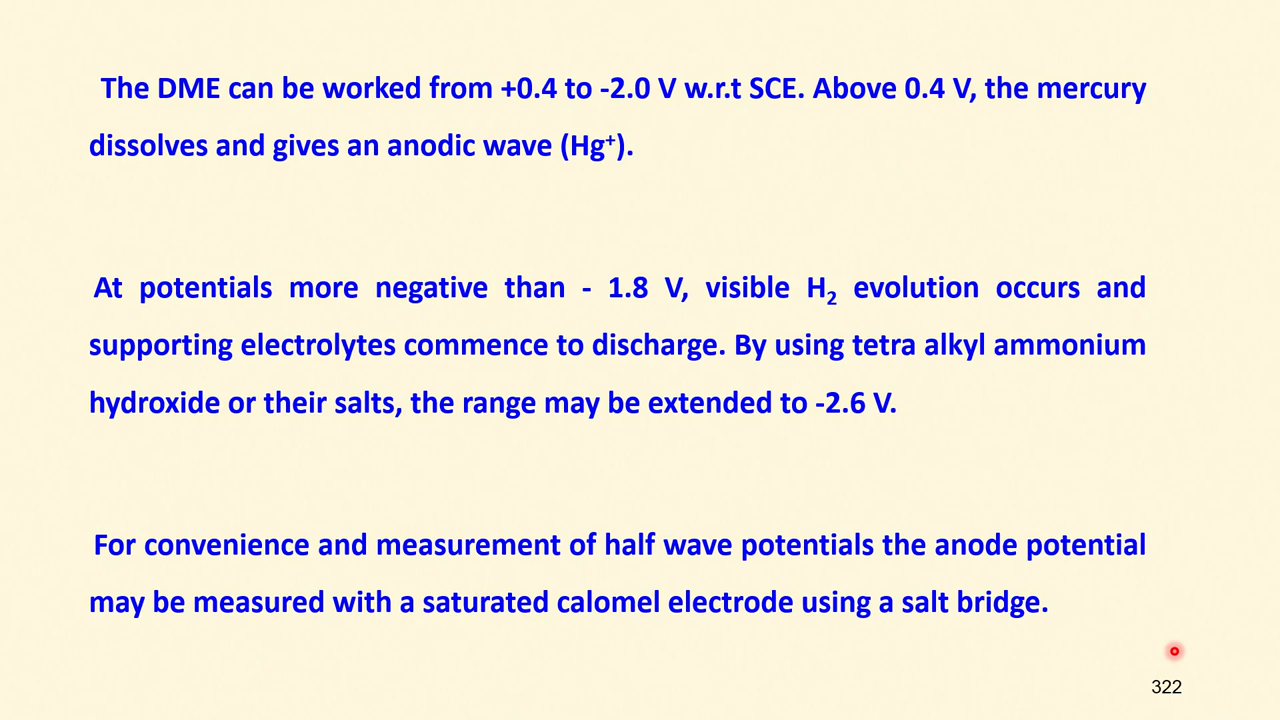 The DME can be worked from +0.4 to -2.0 V w.r.t SCE. Above 0.4 V, the mercury
dissolves and gives an anodic wave (Hg⁺).
At potentials more negative than - 1.8 V, visible H₂ evolution occurs and
supporting electrolytes commence to discharge. By using tetra alkyl ammonium
hydroxide or their salts, the range may be extended to -2.6 V.
For convenience and measurement of half wave potentials the anode potential
may be measured with a saturated calomel electrode using a salt bridge.
322